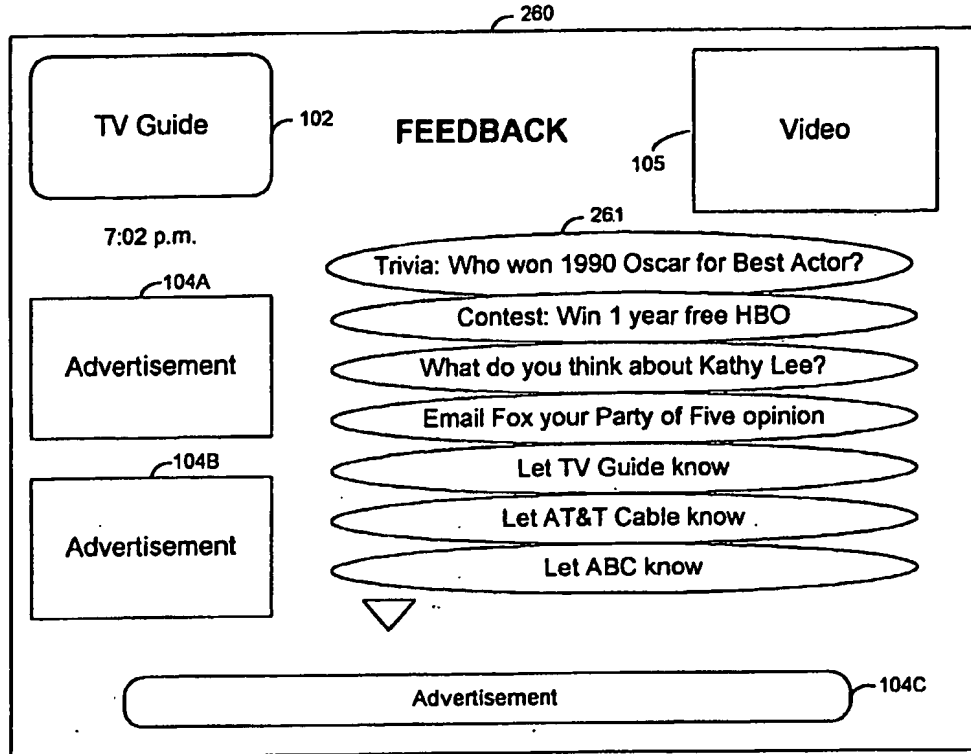 260
TV Guide
102
FEEDBACK
105
Video
7:02 p.m.
261
Trivia: Who won 1990 Oscar for Best Actor?
104A
Contest: Win 1 year free HBO
Advertisement
What do you think about Kathy Lee?
Email Fox your Party of Five opinion
104B
Let TV Guide know
Advertisement
Let AT&T Cable know
Let ABC know
Advertisement
104C